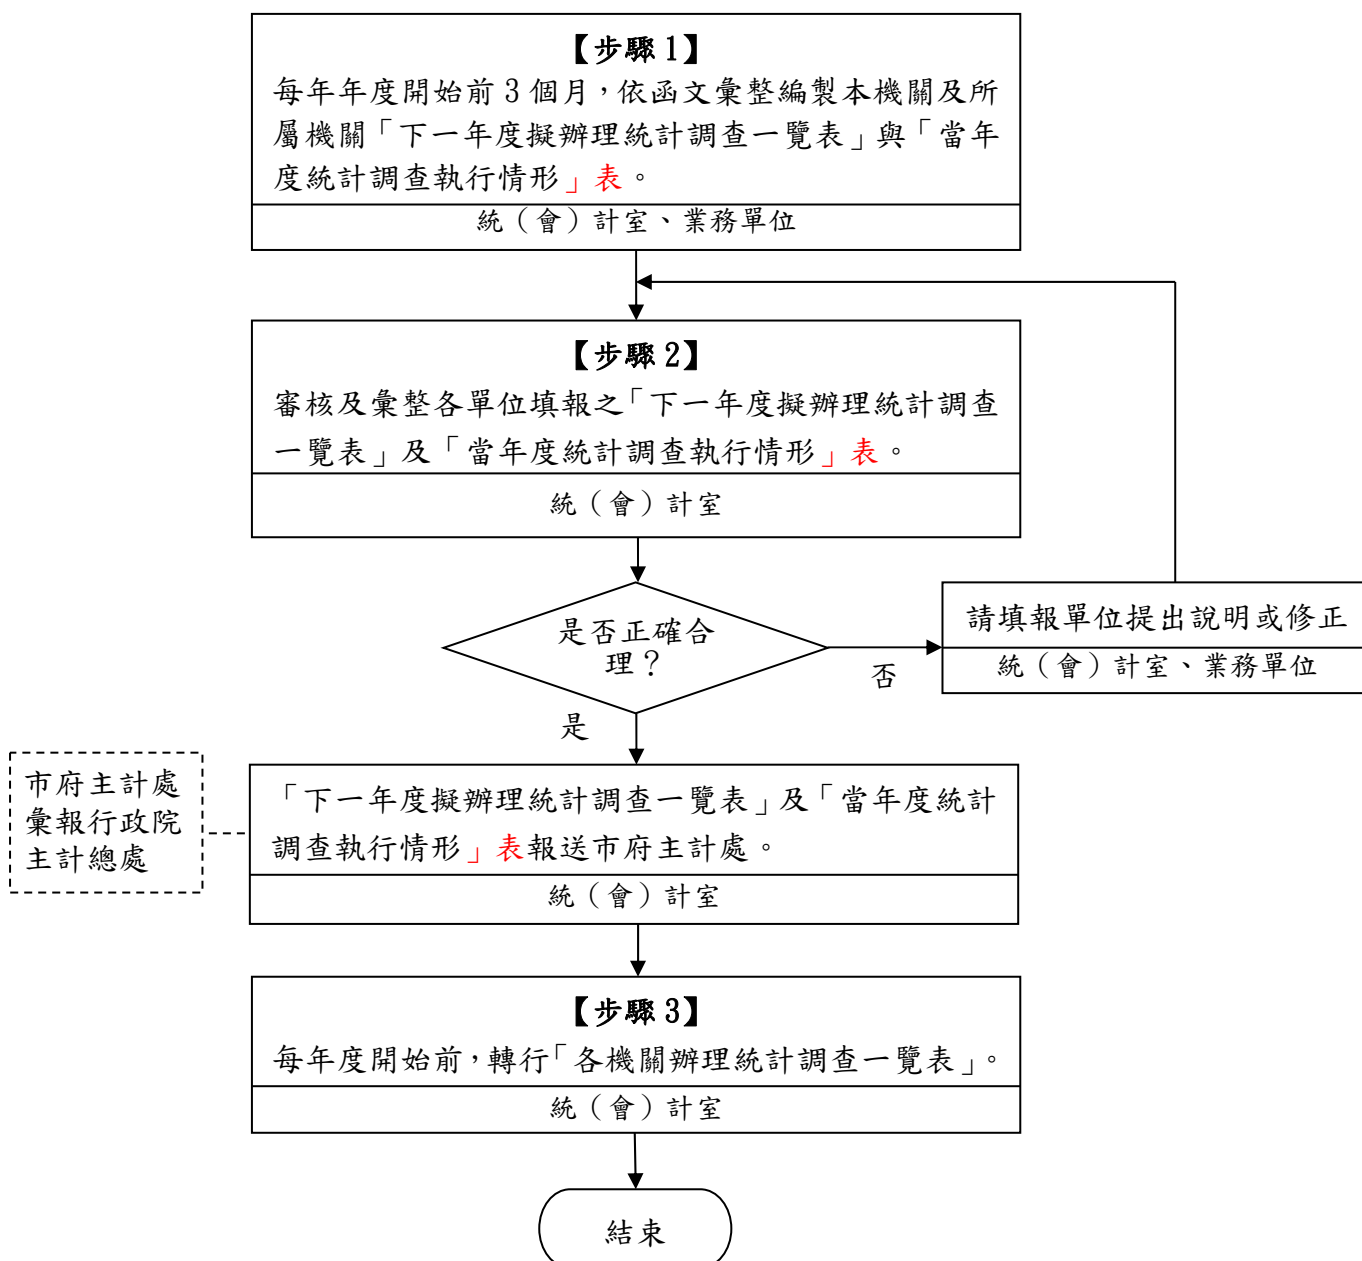 【步驟 1】
每年年度開始前 3 個月，依函文彙整編製本機關及所
屬機關「下一年度擬辦理統計調查一覽表」與「當年
度統計調查執行情形」表。
統（會）計室、業務單位
【步驟 2】
審核及彙整各單位填報之「下一年度擬辦理統計調查
一覽表」及「當年度統計調查執行情形」表。
統（會）計室
是否正確合
理？
否
請填報單位提出說明或修正
統（會）計室、業務單位
是
市府主計處
彙報行政院
主計總處
「下一年度擬辦理統計調查一覽表」及「當年度統計
調查執行情形」表報送市府主計處。
統（會）計室
【步驟 3】
每年度開始前，轉行「各機關辦理統計調查一覽表」。
統（會）計室
結束